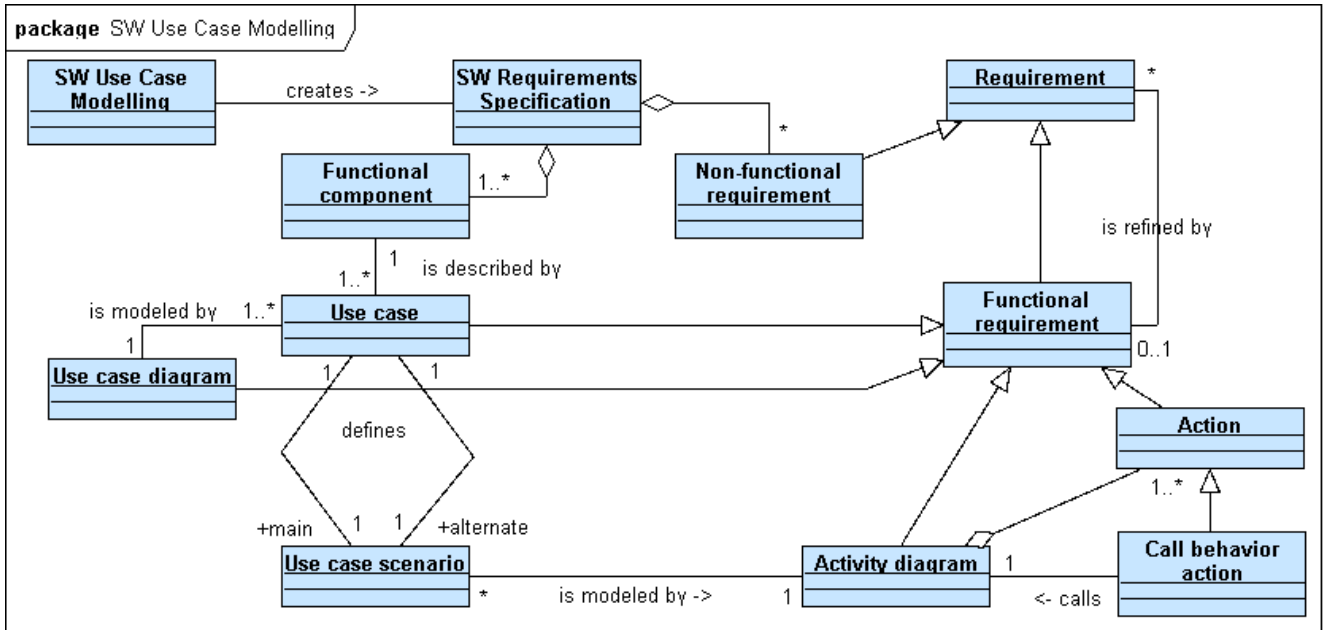 package SW Use Case Modelling
SW Use Case
Modelling
creates ->
SW Requirements
Specification
Requirement
*
*
Functional
component
1..*
Non-functional
requirement
is refined by
1
1..*
is described by
is modeled by
1..*
Use case
Functional
requirement
1
0..1
Use case diagram
1
1
defines
Action
1..*
+main
1
1
+alternate
Use case scenario
*
is modeled by ->
1
Activity diagram
1
<- calls
Call behavior
action